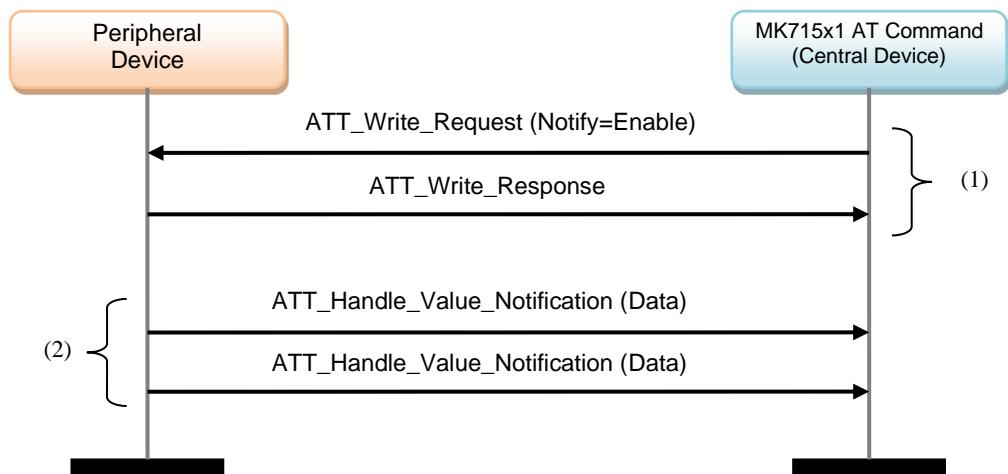 Peripheral
Device
MK715x1 AT Command
(Central Device)
ATT_Write_Request (Notify=Enable)
ATT_Write_Response
(1)
ATT_Handle_Value_Notification (Data)
(2)
ATT_Handle_Value_Notification (Data)